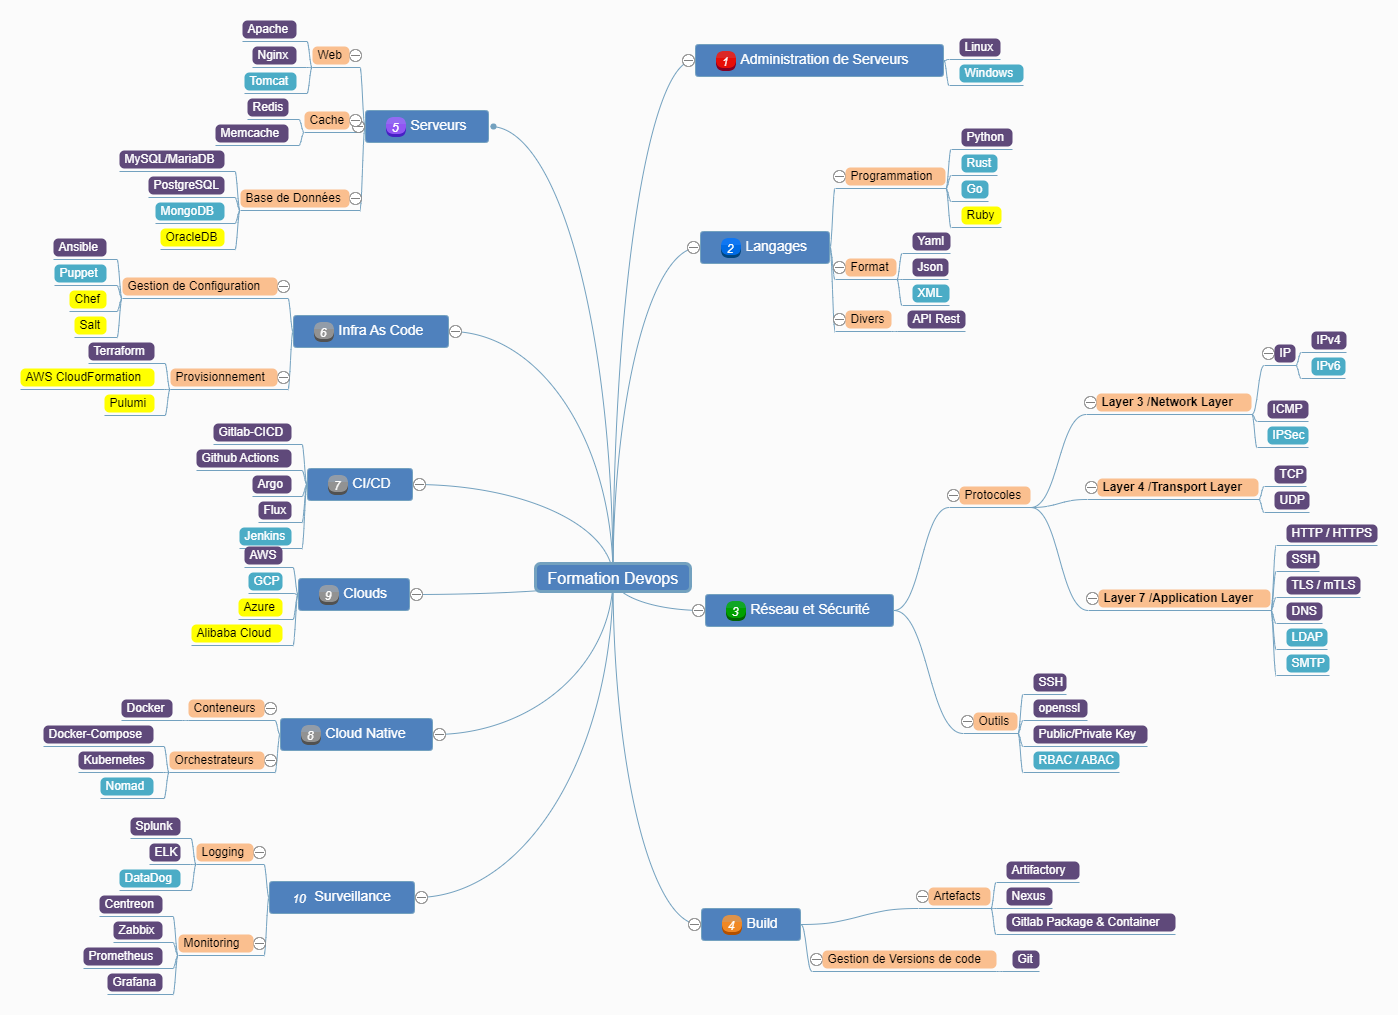 Formation Devops
1 Administration de Serveurs
Linux
Windows
2 Langages
Programmation
Python
Rust
Go
Ruby
Format
Yaml
Json
XML
Divers
API Rest
3 Réseau et Sécurité
Protocoles
Layer 3 /Network Layer
IP
IPv4
IPv6
ICMP
IPSec
Layer 4 /Transport Layer
TCP
UDP
Layer 7 /Application Layer
HTTP / HTTPS
SSH
TLS / mTLS
DNS
LDAP
SMTP
Outils
SSH
openssl
Public/Private Key
RBAC / ABAC
4 Build
Artefacts
Artifactory
Nexus
Gitlab Package & Container
Gestion de Versions de code
Git
5 Serveurs
Web
Apache
Nginx
Tomcat
Cache
Redis
Memcache
Base de Données
MySQL/MariaDB
PostgreSQL
MongoDB
OracleDB
6 Infra As Code
Gestion de Configuration
Ansible
Puppet
Chef
Salt
Provisionnement
Terraform
AWS CloudFormation
Pulumi
7 CI/CD
Gitlab-CICD
Github Actions
Argo
Flux
Jenkins
9 Clouds
AWS
GCP
Azure
Alibaba Cloud
8 Cloud Native
Conteneurs
Docker
Orchestrateurs
Docker-Compose
Kubernetes
Nomad
10 Surveillance
Logging
Splunk
ELK
DataDog
Monitoring
Centreon
Zabbix
Prometheus
Grafana